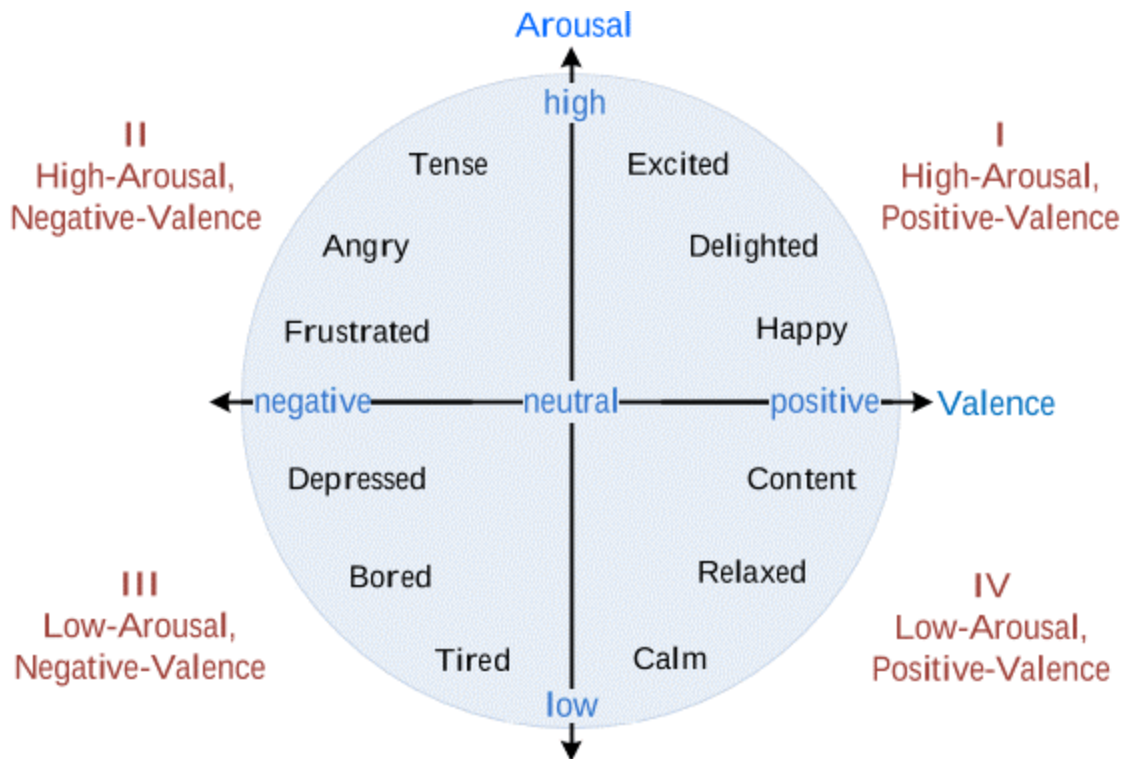 Arousal
high
II
High-Arousal,
Negative-Valence
I
High-Arousal,
Positive-Valence
Tense
Excited
Angry
Delighted
Frustrated
Happy
negative
neutral
positive
Valence
Depressed
Content
Bored
Relaxed
III
Low-Arousal,
Negative-Valence
IV
Low-Arousal,
Positive-Valence
Tired
Calm
low